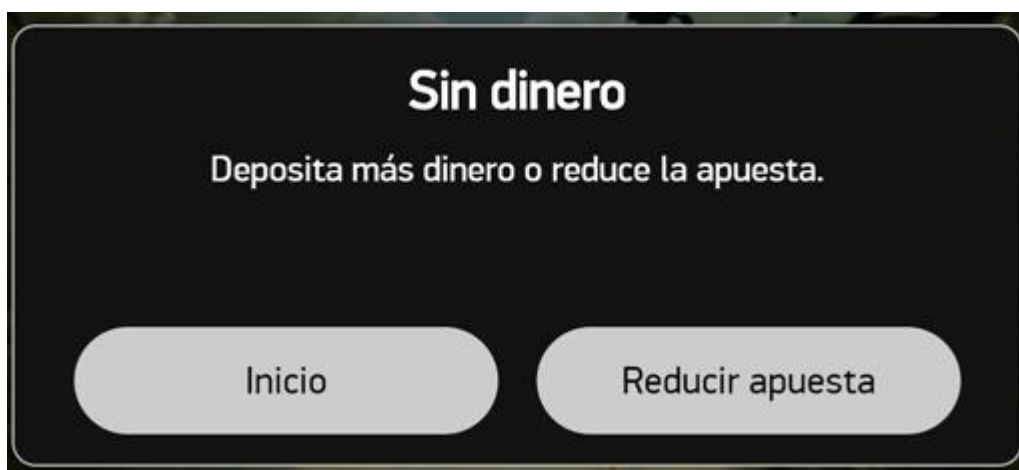 Sin dinero
Deposita más dinero o reduce la apuesta.
Inicio
Reducir apuesta